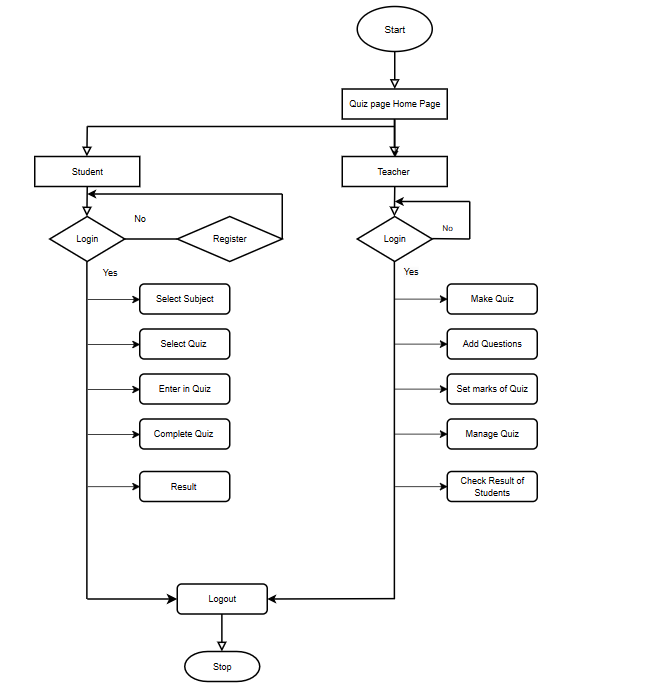 Start
Quiz page Home Page
Student
Teacher
No
Login
Register
Login
No
Yes
Yes
Select Subject
Make Quiz
Select Quiz
Add Questions
Enter in Quiz
Set marks of Quiz
Complete Quiz
Manage Quiz
Result
Check Result of
Students
Logout
Stop